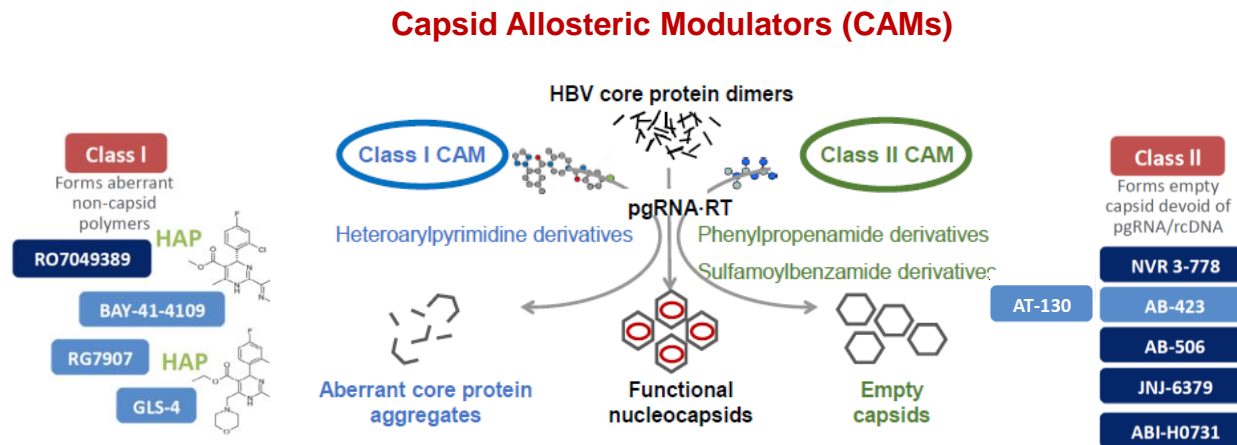 Capsid Allosteric Modulators (CAMs)
HBV core protein dimers
Class I
Forms aberrant
non-capsid
polymers
HAP
F
Cl
O
O
N
N
H
N
RO7049389
BAY-41-4109
RG7907
HAP
F
O
O
N
N
H
N
O
GLS-4
Class I CAM
Class II CAM
pgRNA·RT
Heteroarylpyrimidine derivatives
Phenylpropenamide derivatives
Sulfamoylbenzamide derivatives
Aberrant core protein
aggregates
Functional
nucleocapsids
Empty
capsids
Class II
Forms empty
capsid devoid of
pgRNA/rcDNA
NVR 3-778
AT-130
AB-423
AB-506
JNJ-6379
ABI-H0731